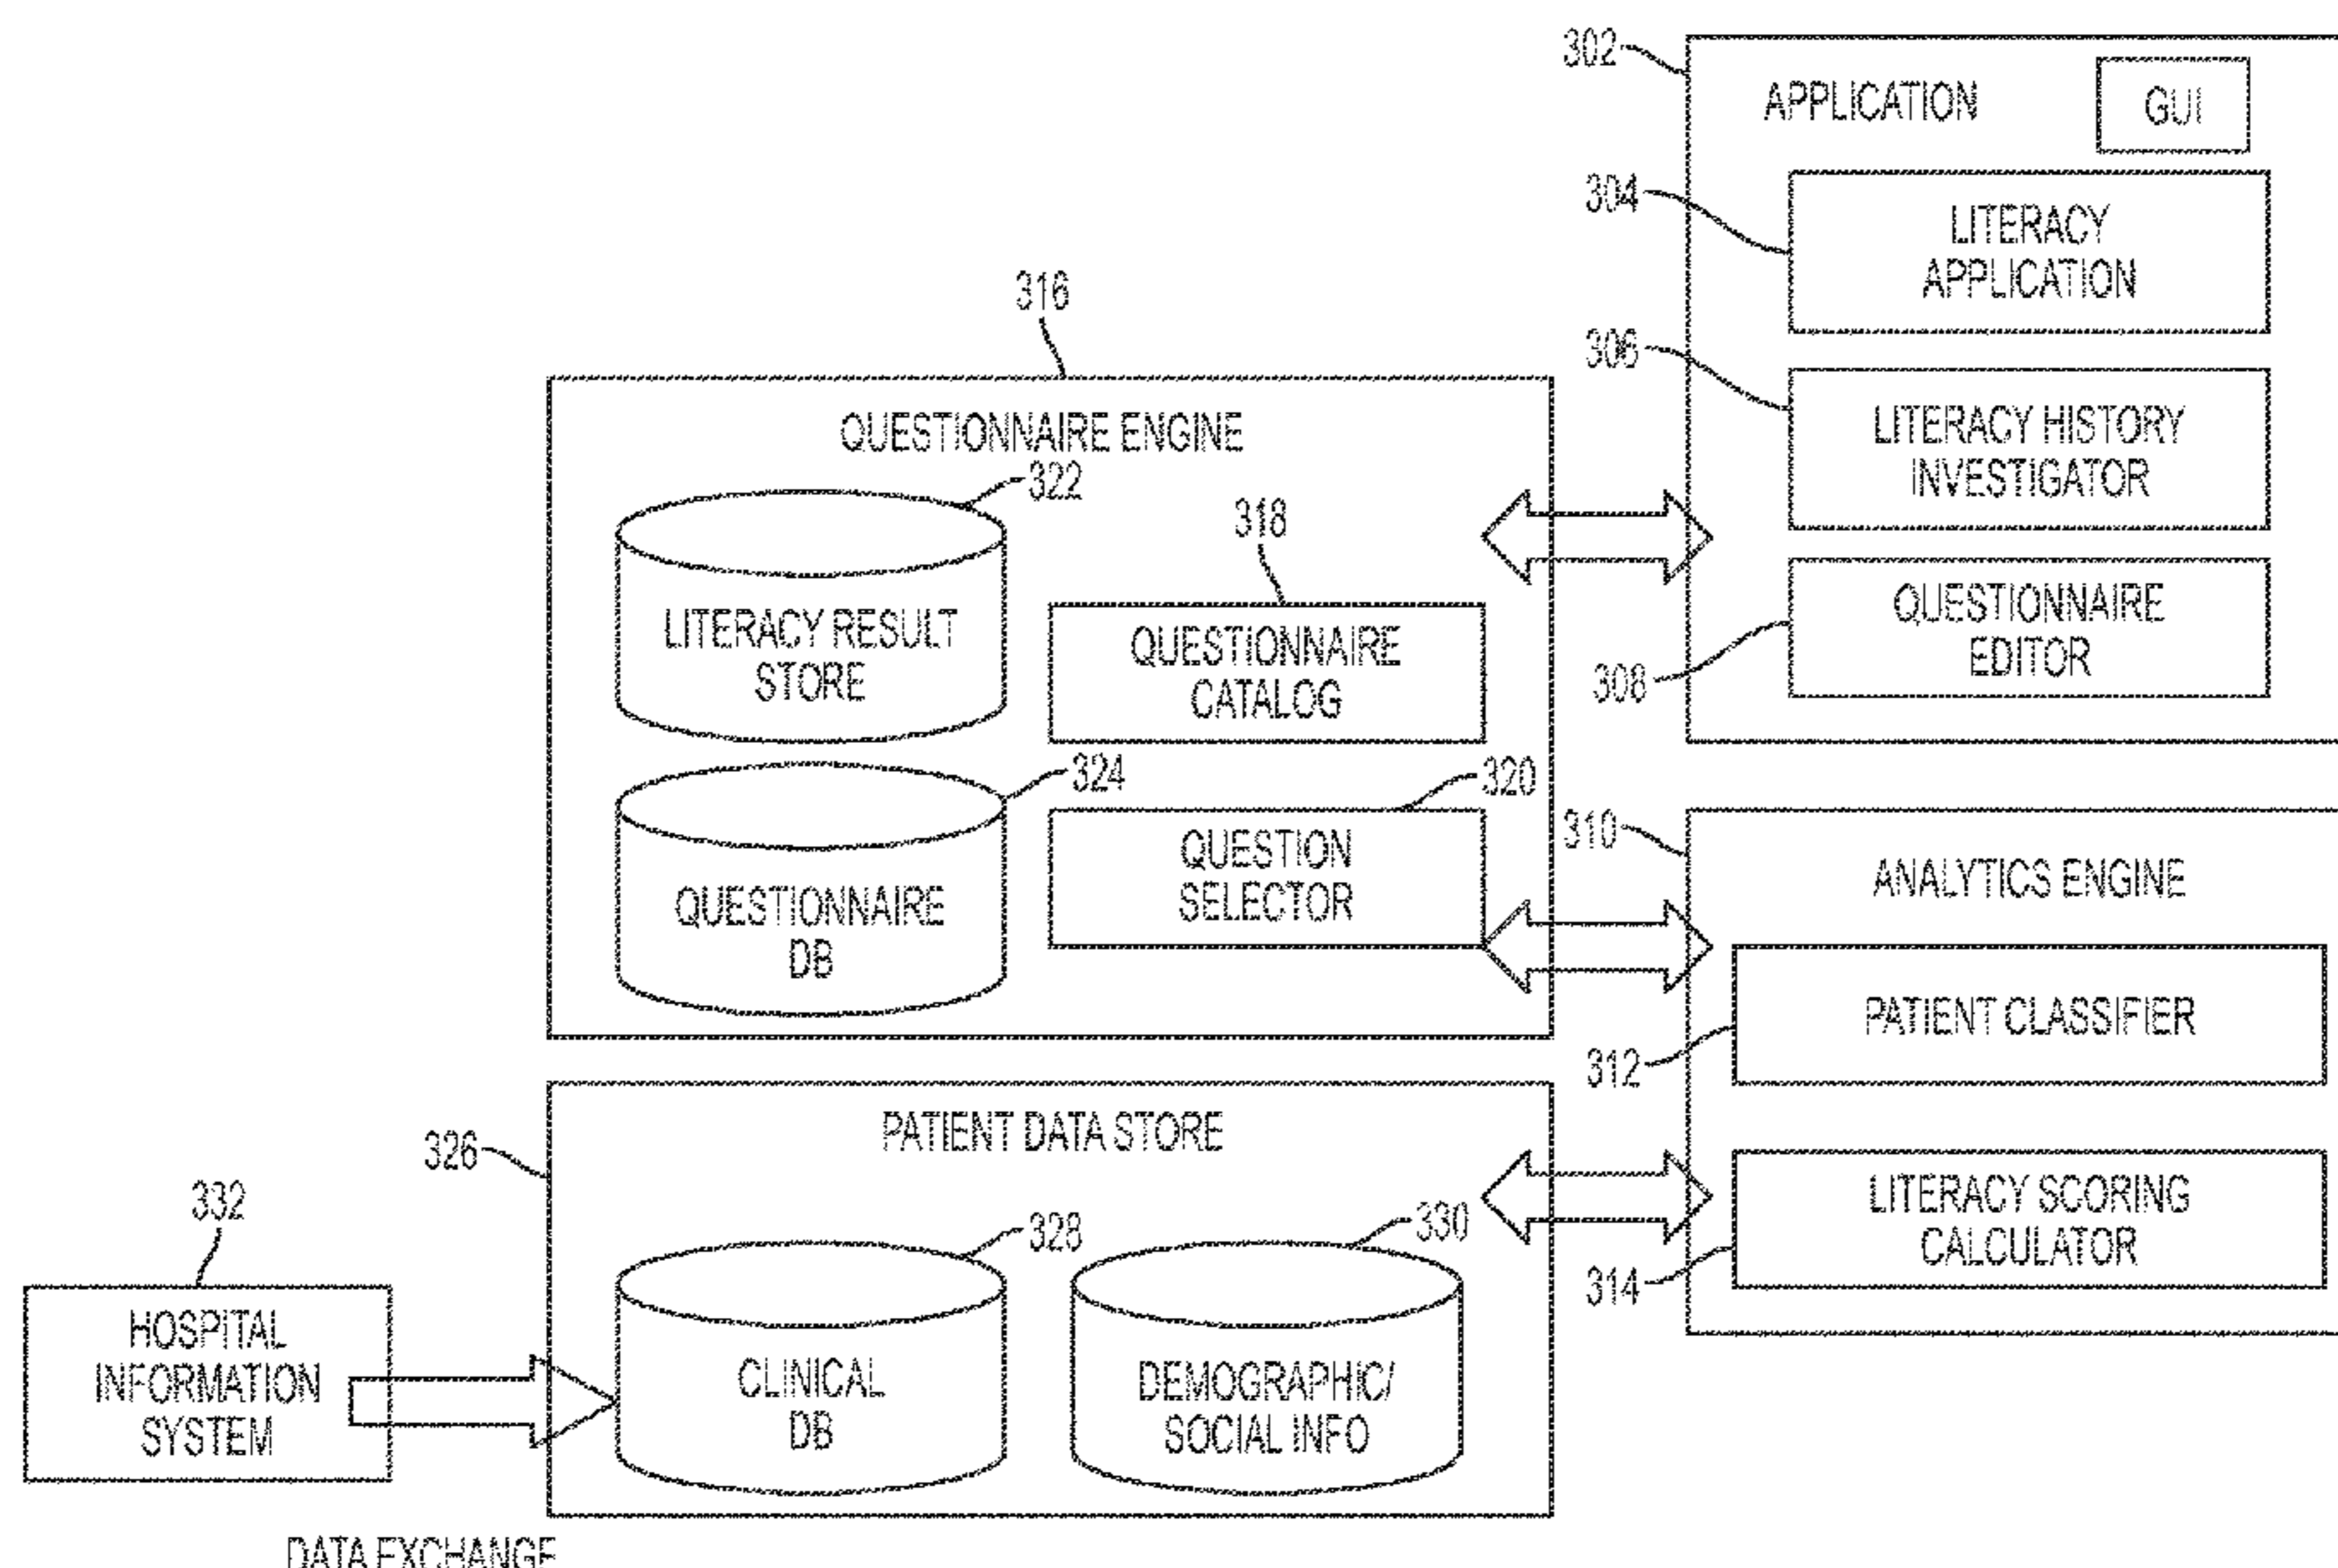 302
APPLICATION
GUI
304
LITERACY
APPLICATION
306
LITERACY HISTORY
INVESTIGATOR
308
QUESTIONNAIRE
EDITOR
316
QUESTIONNAIRE ENGINE
322
LITERACY RESULT
STORE
318
QUESTIONNAIRE
CATALOG
324
QUESTIONNAIRE
DB
320
QUESTION
SELECTOR
310
ANALYTICS ENGINE
312
PATIENT CLASSIFIER
314
LITERACY SCORING
CALCULATOR
326
PATIENT DATA STORE
328
CLINICAL
DB
330
DEMOGRAPHIC/
SOCIAL INFO
332
HOSPITAL
INFORMATION
SYSTEM
DATA EXCHANGE